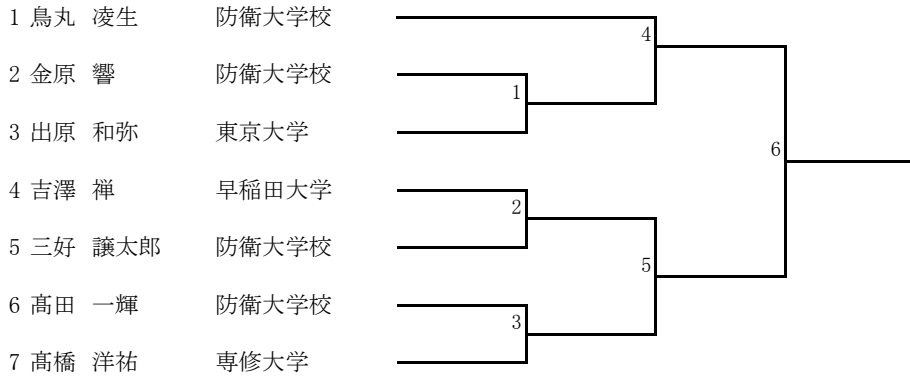 1 鳥丸 凌生 防衛大学校
4
2 金原 響 防衛大学校
1
3 出原 和弥 東京大学
6
4 吉澤 禅 早稲田大学
2
5 三好 譲太郎 防衛大学校
5
6 髙田 一輝 防衛大学校
3
7 髙橋 洋祐 専修大学